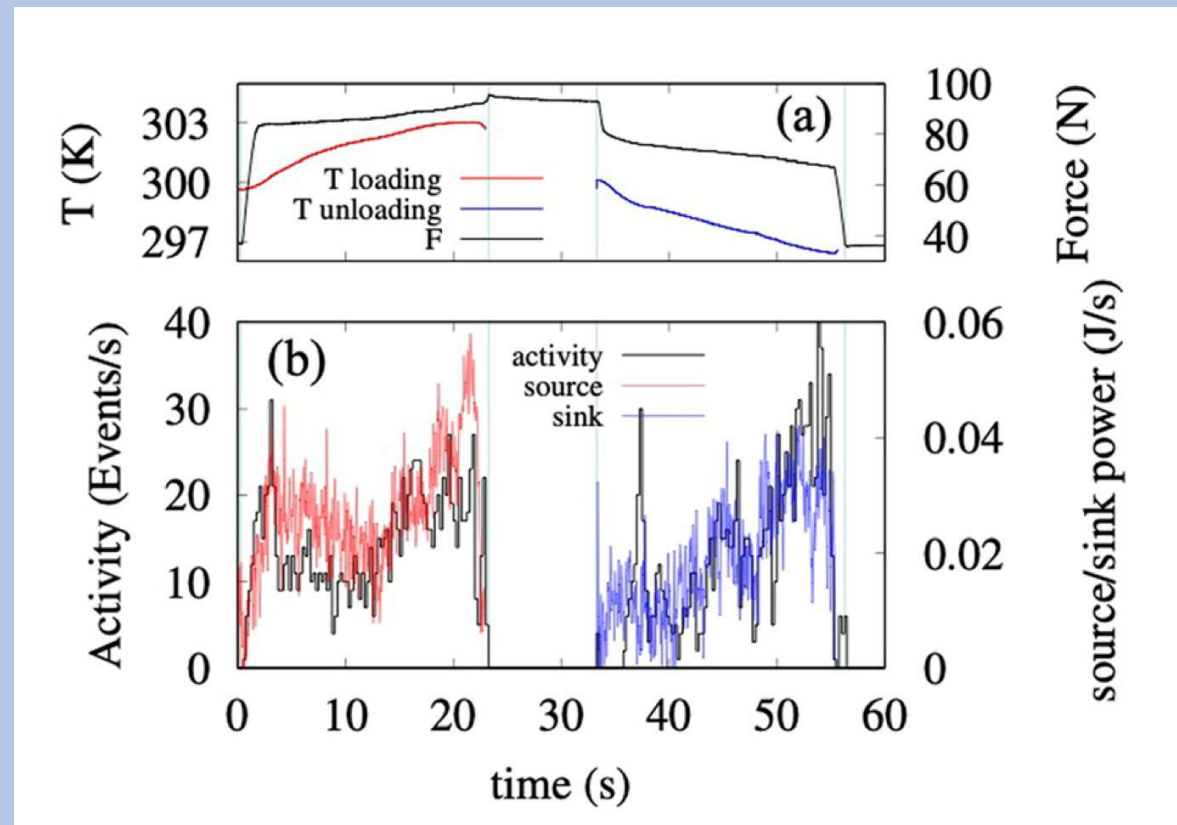 (a)
T (K)
303
300
297
100
80
60
40
Force (N)
T loading
T unloading
F
(b)
Activity (Events/s)
40
30
20
10
0
activity
source
sink
0.06
0.04
0.02
0
source/sink power (J/s)
0 10 20 30 40 50 60
time (s)